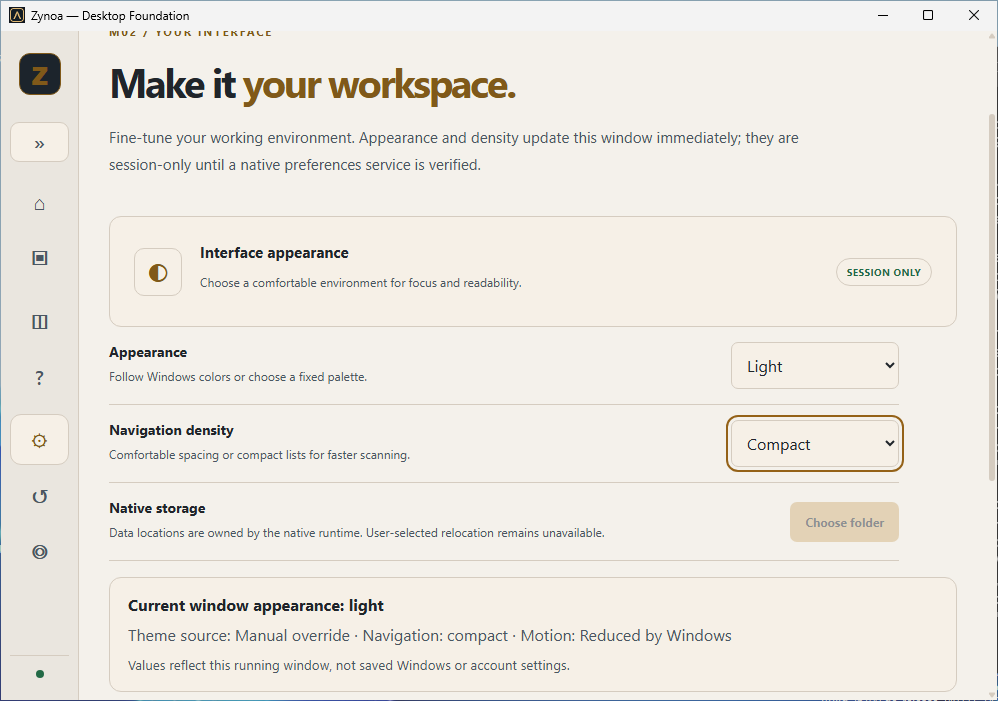 Zynoa — Desktop Foundation
M02 / YOUR INTERFACE
Z
Make it your workspace.
»
Fine-tune your working environment. Appearance and density update this window immediately; they are
session-only until a native preferences service is verified.
Interface appearance
Choose a comfortable environment for focus and readability.
SESSION ONLY
Appearance
Follow Windows colors or choose a fixed palette.
Light
?
Navigation density
Comfortable spacing or compact lists for faster scanning.
Compact
Native storage
Data locations are owned by the native runtime. User-selected relocation remains unavailable.
Choose folder
Current window appearance: light
Theme source: Manual override · Navigation: compact · Motion: Reduced by Windows
Values reflect this running window, not saved Windows or account settings.